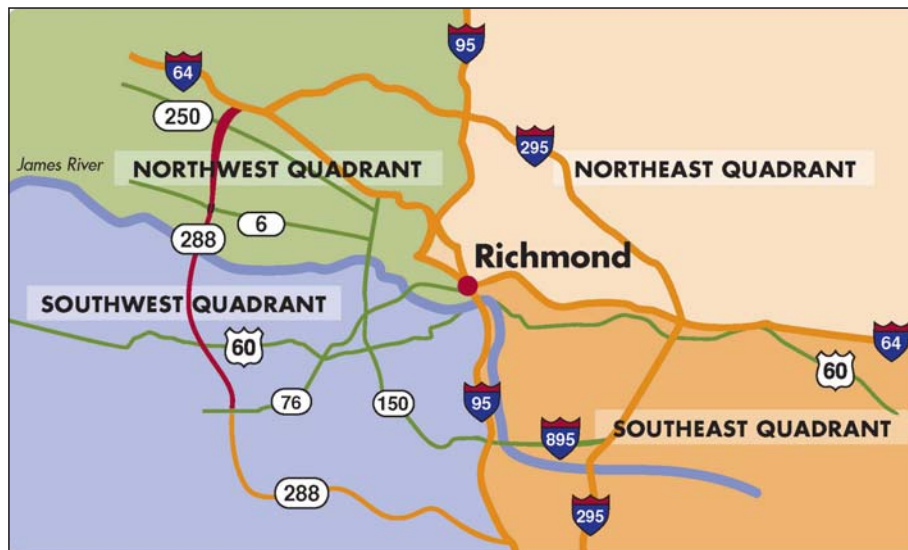 95
64
250
295
James River
NORTHWEST QUADRANT
NORTHEAST QUADRANT
6
288
Richmond
SOUTHWEST QUADRANT
60
64
60
76
150
95
895
SOUTHEAST QUADRANT
288
295